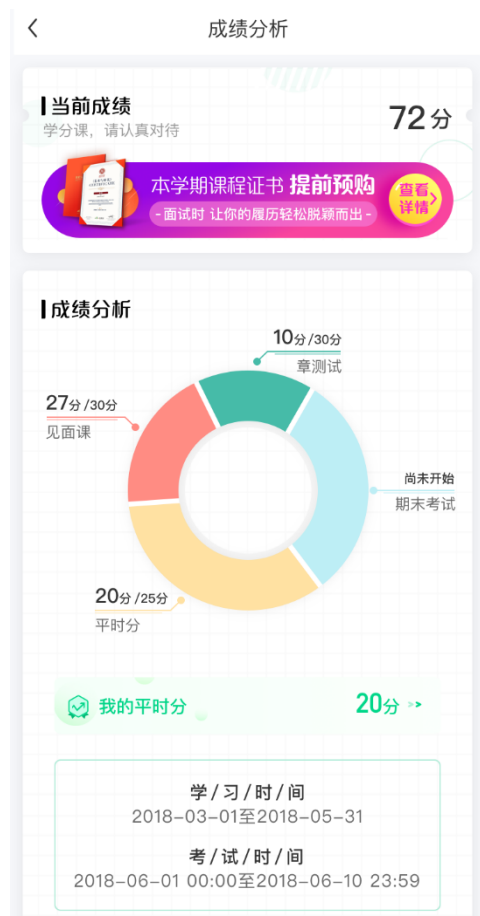 成绩分析
当前成绩
72分
学分课，请认真对待
本学期课程证书 提前预购
-面试时 让你的履历轻松脱颖而出-
查看
详情
成绩分析
10分/30分
章测试
27分/30分
见面课
尚未开始
期末考试
20分/25分
平时分
我的平时分
20分
学/习/时/间
2018-03-01至2018-05-31
考/试/时/间
2018-06-01 00:00至2018-06-10 23:59